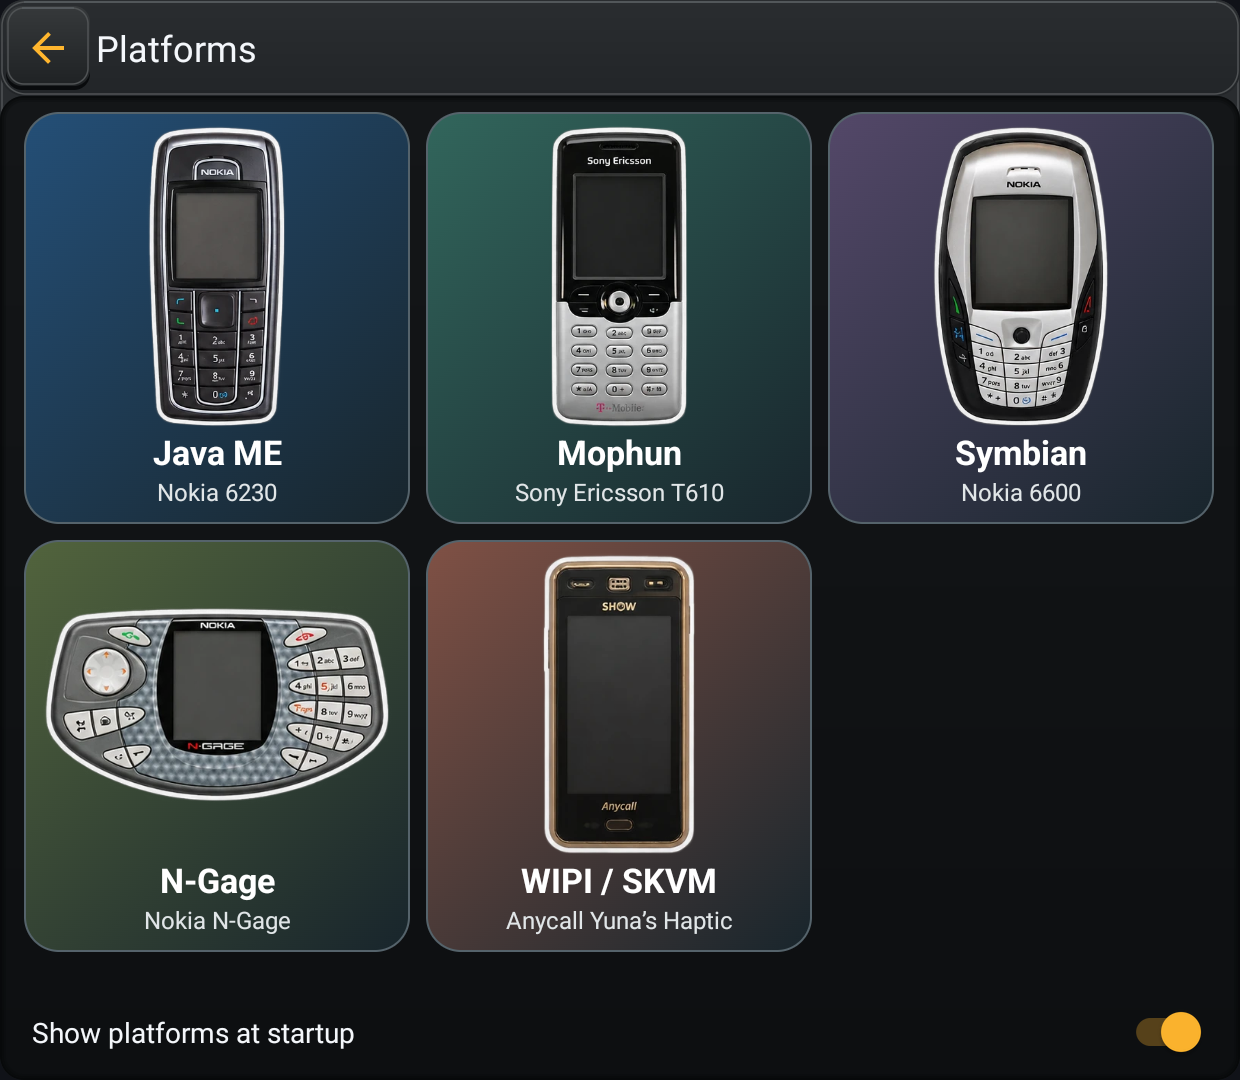 Platforms
NOKIA
Java ME
Nokia 6230
Sony Ericsson
T-Mobile
Mophun
Sony Ericsson T610
NOKIA
Symbian
Nokia 6600
NOKIA
N-GAGE
N-Gage
Nokia N-Gage
SHOW
Anycall
WIPI / SKVM
Anycall Yuna's Haptic
Show platforms at startup